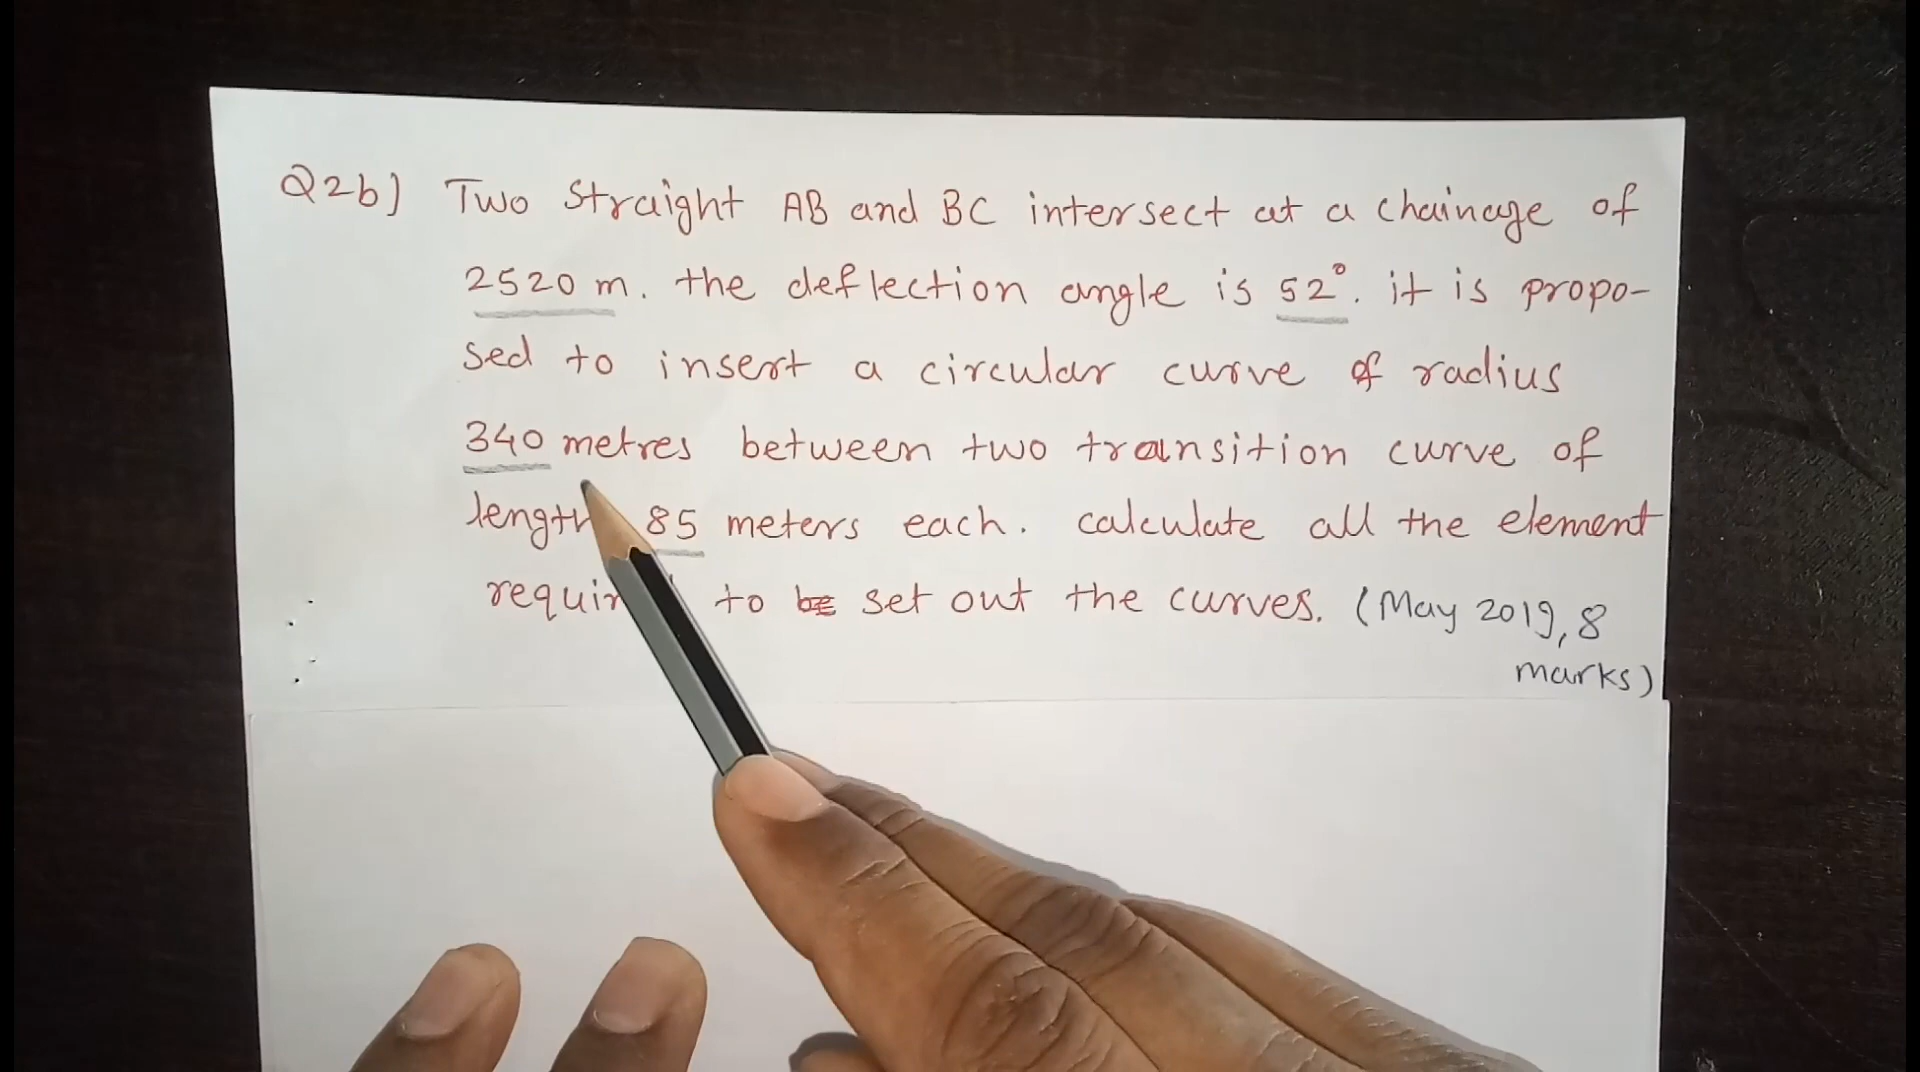 Q2b) Two straight AB and BC intersect at a chainage of
2520 m. the deflection angle is 52°. it is propo-
sed to insert a circular curve of radius
340 metres between two transition curve of
length 85 meters each. calculate all the element
to be set out the curves. (May 2019, 8
marks)